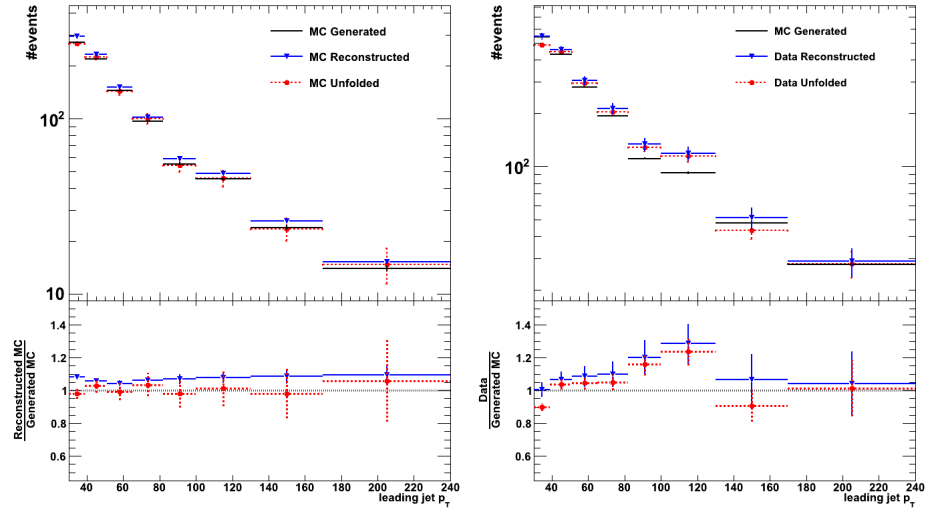 #events
MC Generated
MC Reconstructed
MC Unfolded
10²
10
Reconstructed MC
Generated MC
1.4
1.2
1
0.8
0.6
40 60 80 100 120 140 160 180 200 220 240
leading jet p_T
#events
MC Generated
Data Reconstructed
Data Unfolded
10²
Data
Generated MC
1.4
1.2
1
0.8
0.6
40 60 80 100 120 140 160 180 200 220 240
leading jet p_T